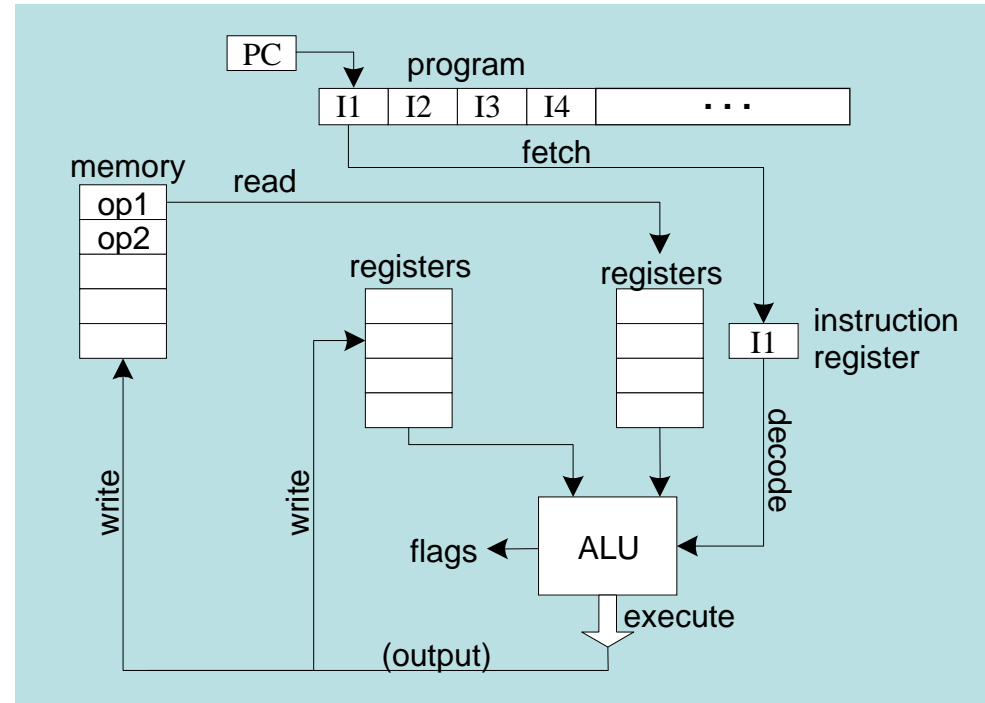 PC
program
I1 I2 I3 I4 . . .
fetch
memory
read
op1
op2
registers
registers
instruction
register
I1
decode
write
write
flags
ALU
execute
(output)